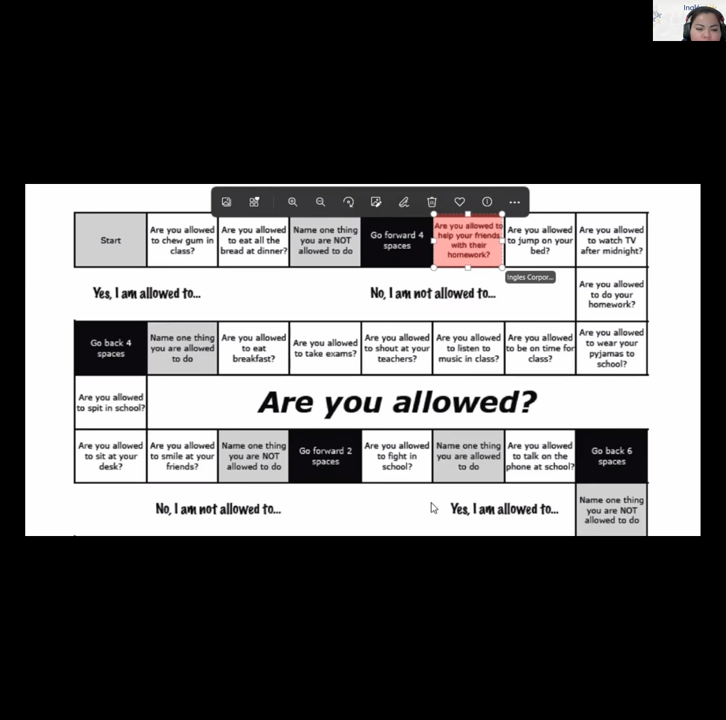 Start
Are you allowed
to chew gum in
class?
Are you allowed
to eat all the
bread at dinner?
Name one thing
you are NOT
allowed to do
Go forward 4
spaces
Are you allowed to
help your friends
with their
homework?
Are you allowed
to jump on your
bed?
Are you allowed
to watch TV
after midnight?
Ingles Corpor...
Yes, I am allowed to...
No, I am not allowed to...
Are you allowed
to do your
homework?
Go back 4
spaces
Name one thing
you are allowed
to do
Are you allowed
to eat
breakfast?
Are you allowed
to take exams?
Are you allowed
to shout at your
teachers?
Are you allowed
to listen to
music in class?
Are you allowed
to be on time for
class?
Are you allowed
to wear your
pyjamas to
school?
Are you allowed
to spit in school?
Are you allowed?
Are you allowed
to sit at your
desk?
Are you allowed
to smile at your
friends?
Name one thing
you are NOT
allowed to do
Go forward 2
spaces
Are you allowed
to fight in
school?
Name one thing
you are allowed
to do
Are you allowed
to talk on the
phone at school?
Go back 6
spaces
No, I am not allowed to...
Yes, I am allowed to...
Name one thing
you are NOT
allowed to do